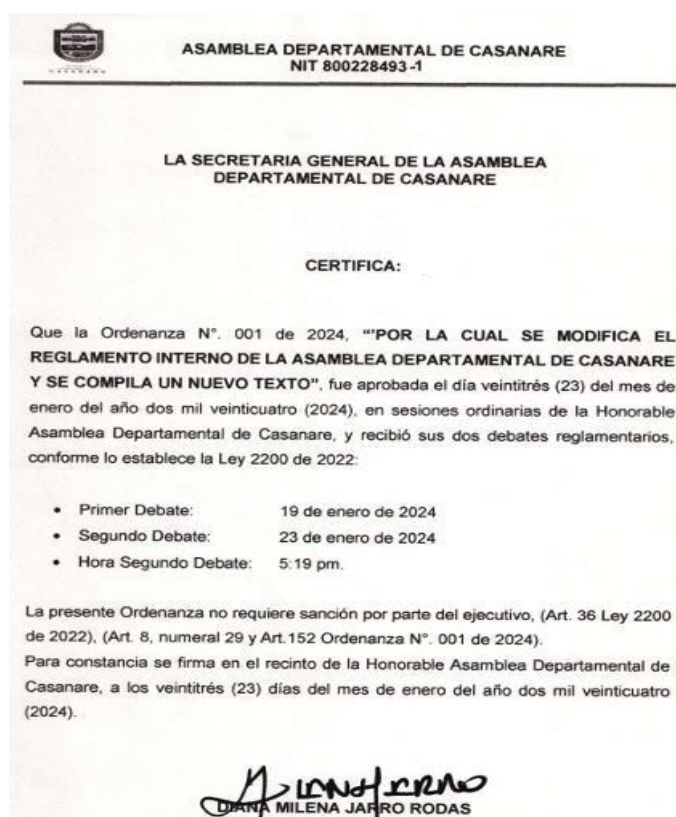 ASAMBLEA DEPARTAMENTAL DE CASANARE
NIT 800228493-1
LA SECRETARIA GENERAL DE LA ASAMBLEA
DEPARTAMENTAL DE CASANARE
CERTIFICA:
Que la Ordenanza N°. 001 de 2024, "“POR LA CUAL SE MODIFICA EL
REGLAMENTO INTERNO DE LA ASAMBLEA DEPARTAMENTAL DE CASANARE
Y SE COMPILA UN NUEVO TEXTO", fue aprobada el día veintitrés (23) del mes de
enero del año dos mil veinticuatro (2024), en sesiones ordinarias de la Honorable
Asamblea Departamental de Casanare, y recibió sus dos debates reglamentarios,
conforme lo establece la Ley 2200 de 2022:
• Primer Debate: 19 de enero de 2024
• Segundo Debate: 23 de enero de 2024
• Hora Segundo Debate: 5:19 pm.
La presente Ordenanza no requiere sanción por parte del ejecutivo, (Art. 36 Ley 2200
de 2022), (Art. 8, numeral 29 y Art.152 Ordenanza N°. 001 de 2024).
Para constancia se firma en el recinto de la Honorable Asamblea Departamental de
Casanare, a los veintitrés (23) días del mes de enero del año dos mil veinticuatro
(2024).
DIANA MILENA JARRO RODAS